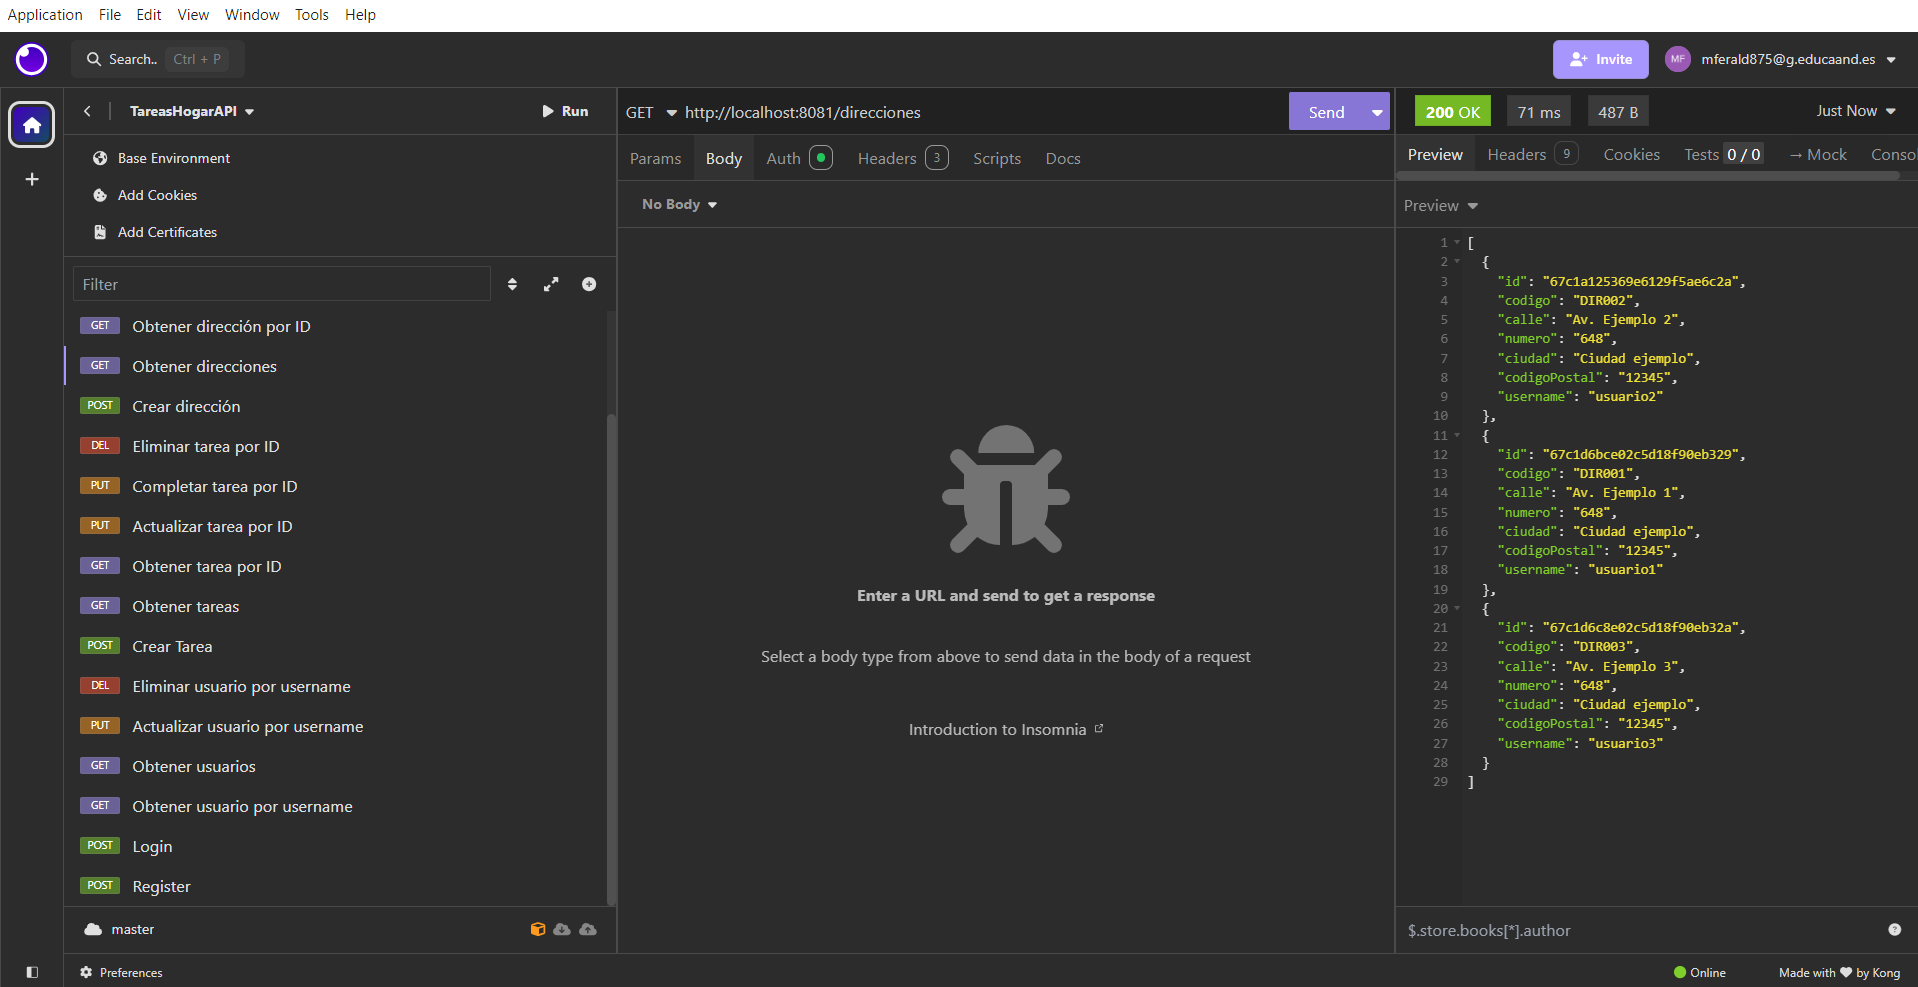 Application File Edit View Window Tools Help
Search.. Ctrl + P
Invite
MF
mferald875@g.educaand.es
TareasHogarAPI
Run
Base Environment
Add Cookies
Add Certificates
Filter
GET Obtener dirección por ID
GET Obtener direcciones
POST Crear dirección
DEL Eliminar tarea por ID
PUT Completar tarea por ID
PUT Actualizar tarea por ID
GET Obtener tarea por ID
GET Obtener tareas
POST Crear Tarea
DEL Eliminar usuario por username
PUT Actualizar usuario por username
GET Obtener usuarios
GET Obtener usuario por username
POST Login
POST Register
master
Preferences
GET http://localhost:8081/direcciones
Send
Params Body Auth Headers 3 Scripts Docs
No Body
Enter a URL and send to get a response
Select a body type from above to send data in the body of a request
Introduction to Insomnia
200 OK 71 ms 487 B Just Now
Preview Headers 9 Cookies Tests 0 / 0 → Mock Conso
Preview
1 [
2 {
3 "id": "67c1a125369e6129f5ae6c2a",
4 "codigo": "DIR002",
5 "calle": "Av. Ejemplo 2",
6 "numero": "648",
7 "ciudad": "Ciudad ejemplo",
8 "codigoPostal": "12345",
9 "username": "usuario2"
10 },
11 {
12 "id": "67c1d6bce02c5d18f90eb329",
13 "codigo": "DIR001",
14 "calle": "Av. Ejemplo 1",
15 "numero": "648",
16 "ciudad": "Ciudad ejemplo",
17 "codigoPostal": "12345",
18 "username": "usuario1"
19 },
20 {
21 "id": "67c1d6c8e02c5d18f90eb32a",
22 "codigo": "DIR003",
23 "calle": "Av. Ejemplo 3",
24 "numero": "648",
25 "ciudad": "Ciudad ejemplo",
26 "codigoPostal": "12345",
27 "username": "usuario3"
28 }
29 ]
$.store.books[*].author
Online
Made with ♥ by Kong